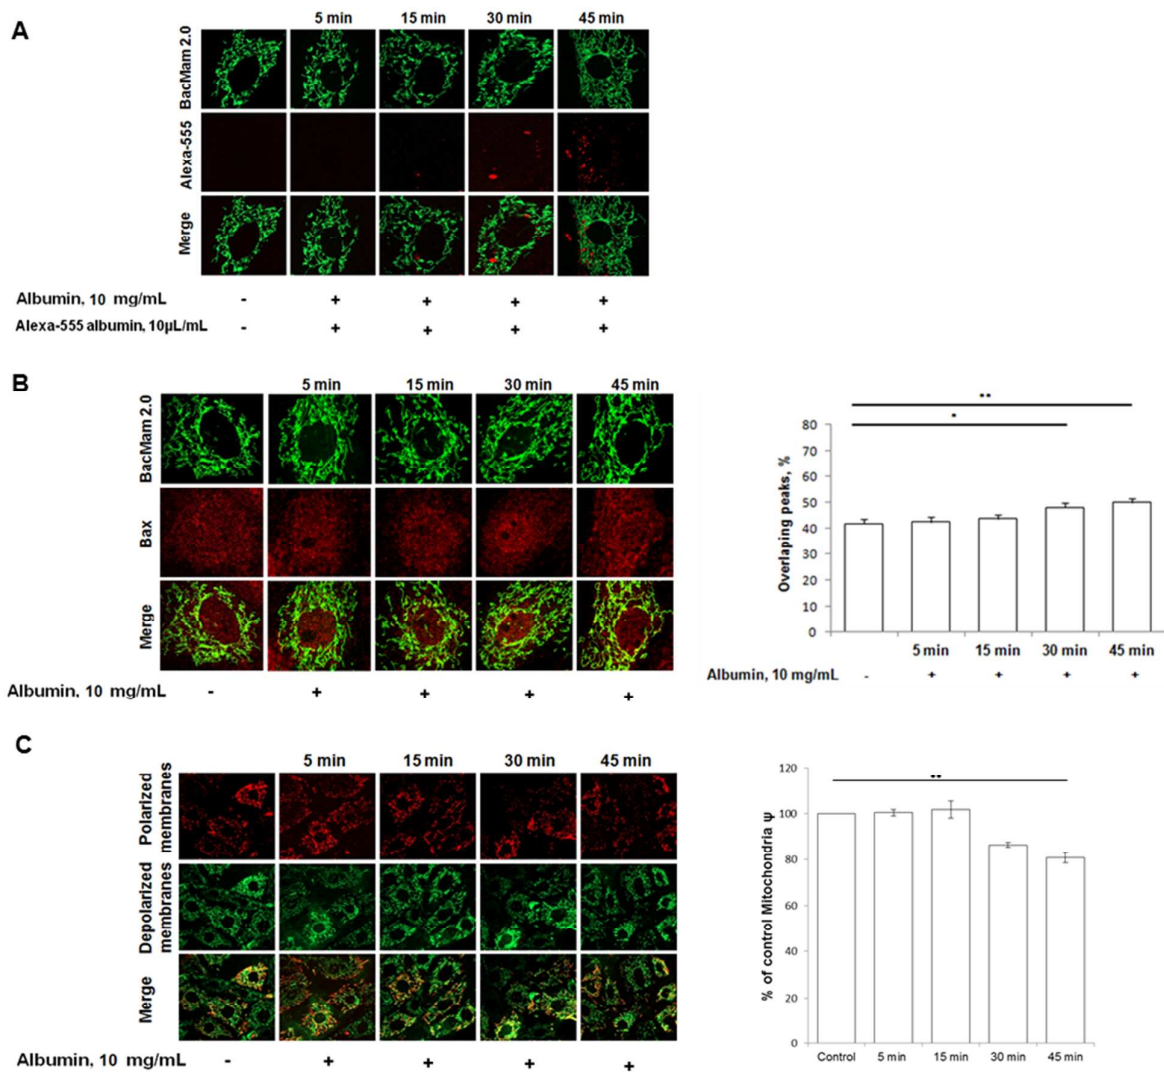 A
5 min 15 min 30 min 45 min
BacMam 2.0
Alexa-555
Merge
Albumin, 10 mg/mL - + + + +
Alexa-555 albumin, 10µL/mL - + + + +
B
5 min 15 min 30 min 45 min
BacMam 2.0
Bax
Merge
Albumin, 10 mg/mL - + + + +
**
*
Overlaping peaks, %
80
70
60
50
40
30
20
10
0
5 min 15 min 30 min 45 min
Albumin, 10 mg/mL - + + + +
C
5 min 15 min 30 min 45 min
Polarized
membranes
Depolarized
membranes
Merge
Albumin, 10 mg/mL - + + + +
**
% of control Mitochondria ψ
120
100
80
60
40
20
0
Control 5 min 15 min 30 min 45 min